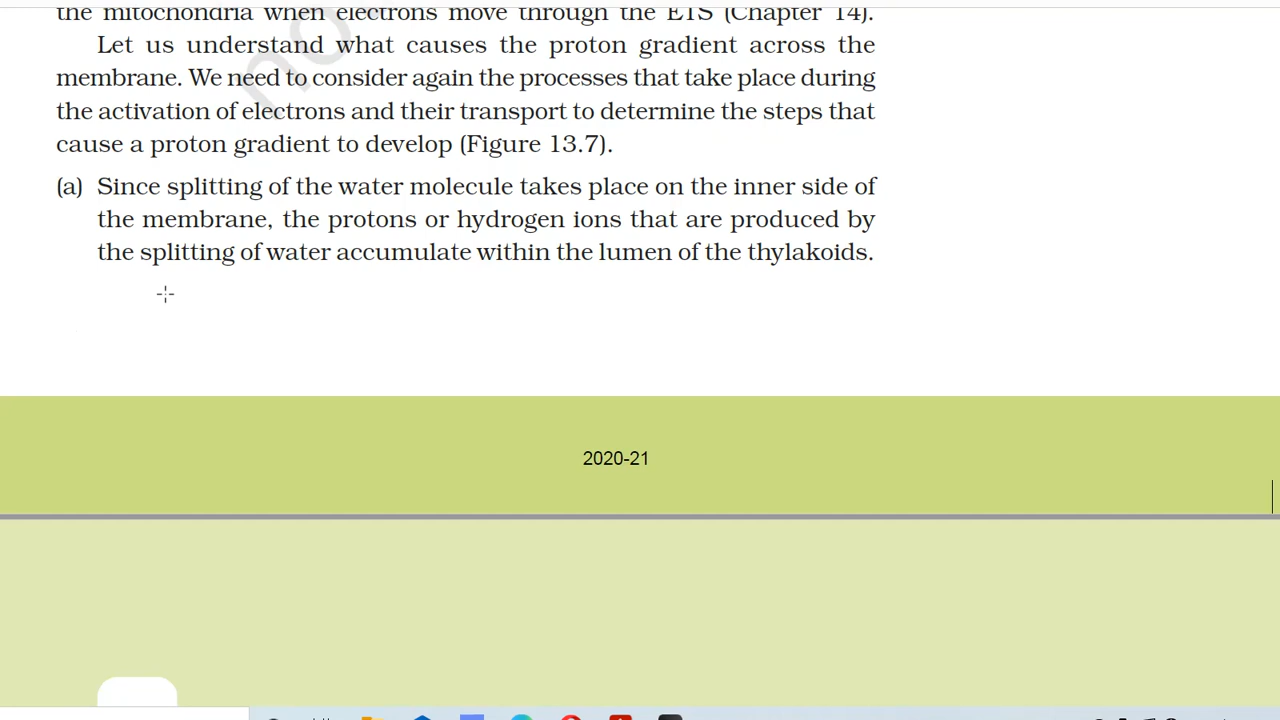 the mitochondria when electrons move through the ETS (Chapter 14).
Let us understand what causes the proton gradient across the
membrane. We need to consider again the processes that take place during
the activation of electrons and their transport to determine the steps that
cause a proton gradient to develop (Figure 13.7).
(a) Since splitting of the water molecule takes place on the inner side of
the membrane, the protons or hydrogen ions that are produced by
the splitting of water accumulate within the lumen of the thylakoids.
2020-21